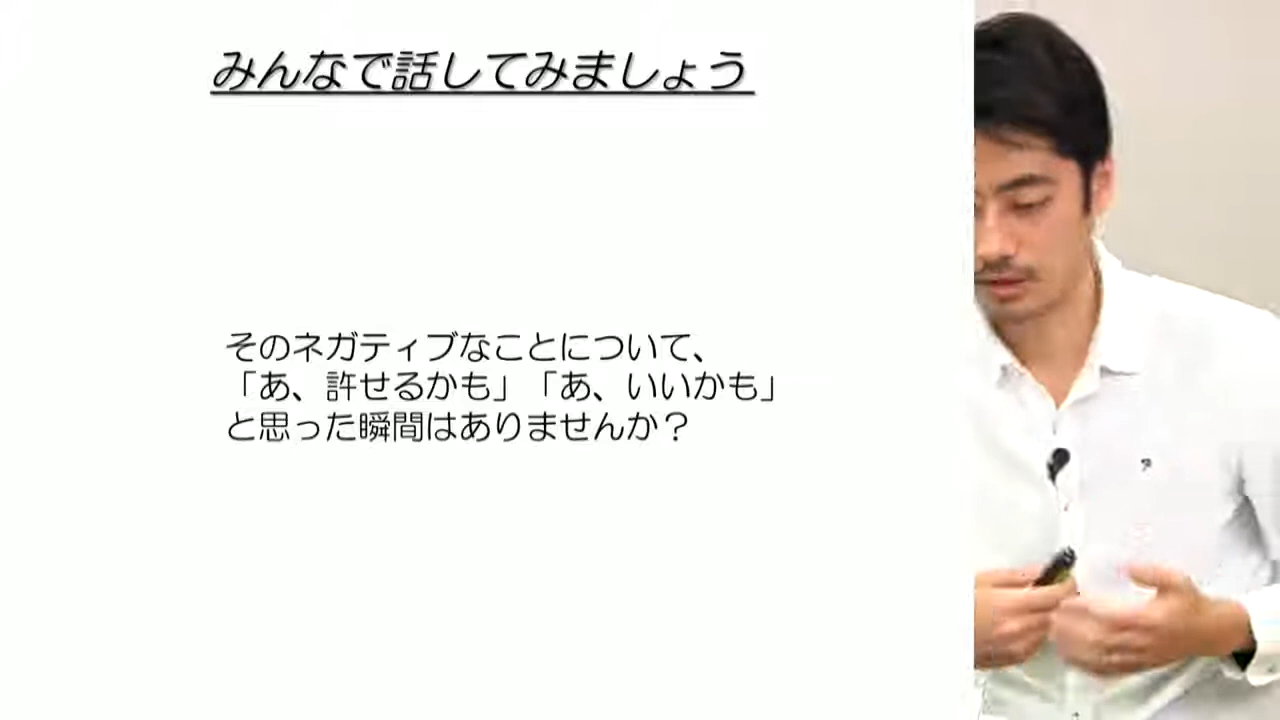 みんなで話してみましょう
そのネガティブなことについて、
「あ、許せるかも」「あ、いいかも」
と思った瞬間はありませんか？